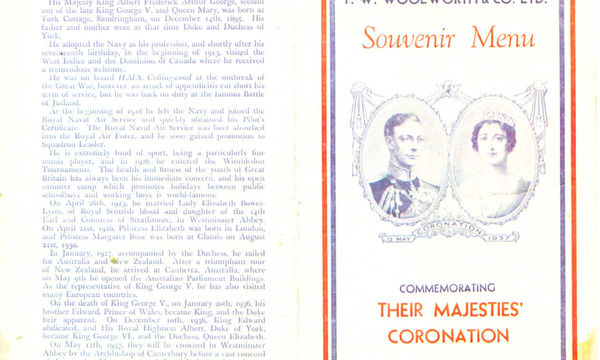 His Majesty King Albert Frederick Arthur George, second
son of the late King George V. and Queen Mary, was born at
York Cottage, Sandringham, on December 14th, 1895. His
father and mother were at that time Duke and Duchess of
York.
He adopted the Navy as his profession, and shortly after his
seventeenth birthday, in the beginning of 1913, visited the
West Indies and the Dominion of Canada where he received
a tremendous welcome.
He was on board H.M.S. Collingwood at the outbreak of
the Great War, however an attack of appendicitis cut short his
term of service, but he was back on duty at the famous Battle
of Jutland.
At the beginning of 1918 he left the Navy and joined the
Royal Naval Air Service and quickly obtained his Pilot's
Certificate. The Royal Naval Air Service was later absorbed
into the Royal Air Force, and he soon gained promotion to
Squadron Leader.
He is extremely fond of sport, being a particularly fine
tennis player, and in 1926 he entered the Wimbledon
Tournaments. The health and fitness of the youth of Great
Britain has always been his immediate concern, and his open
summer camp which promotes holidays between public
schoolboys and working boys is world-famous.
On April 26th, 1923, he married Lady Elizabeth Bowes-
Lyon, of Royal Scottish blood and daughter of the 14th
Earl and Countess of Strathmore, in Westminster Abbey.
On April 21st, 1926, Princess Elizabeth was born in London,
and Princess Margaret Rose was born at Glamis on August
21st, 1930.
In January, 1927, accompanied by the Duchess, he sailed
for Australia and New Zealand. After a triumphant tour
of New Zealand, he arrived at Canberra, Australia, where
on May 9th he opened the Australian Parliament Buildings.
As the representative of King George V. he has also visited
many European countries.
On the death of King George V., on January 20th, 1936, his
brother Edward, Prince of Wales, became King, and the Duke
heir apparent. On December 10th, 1936, King Edward
abdicated, and His Royal Highness Albert, Duke of York,
became King George VI., and the Duchess, Queen Elizabeth.
On May 12th, 1937, they will be crowned in Westminster
Abbey by the Archbishop of Canterbury before a vast concord
F. W. WOOLWORTH & CO. LTD.
Souvenir Menu
CORONATION
12 MAY 1937
COMMEMORATING
THEIR MAJESTIES'
CORONATION